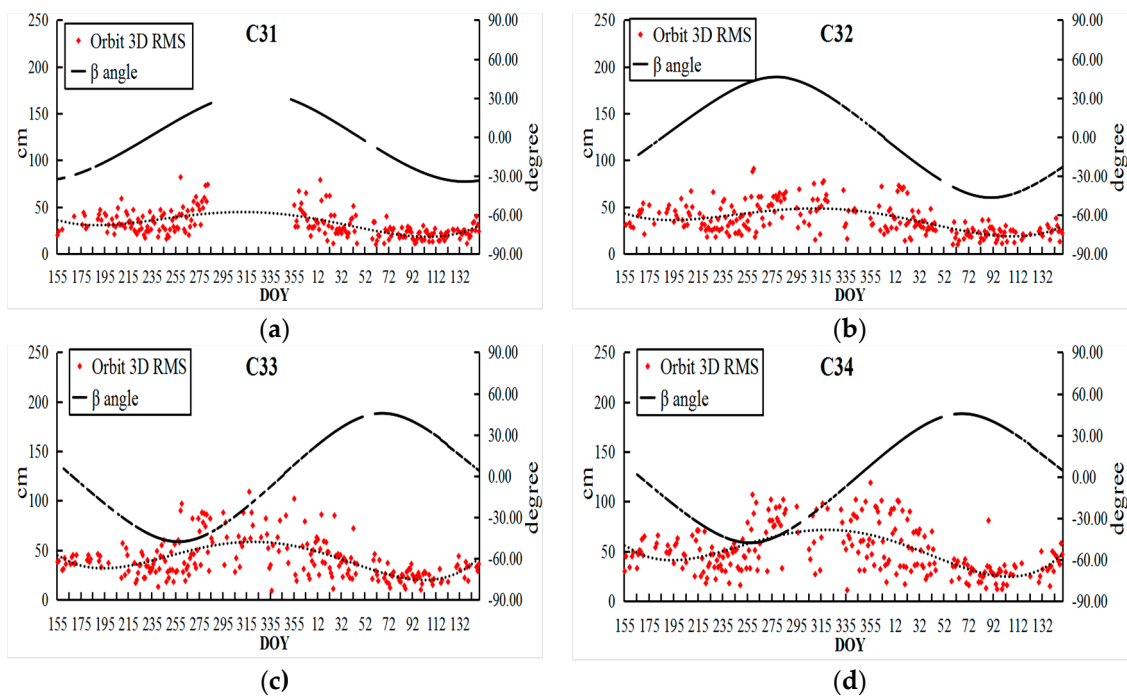 C31
Orbit 3D RMS
β angle
250
200
150
100
50
0
cm
90.00
60.00
30.00
0.00
-30.00
-60.00
-90.00
degree
155 175 195 215 235 255 275 295 315 335 355 12 32 52 72 92 112 132
DOY
(a)
C32
Orbit 3D RMS
β angle
250
200
150
100
50
0
cm
90.00
60.00
30.00
0.00
-30.00
-60.00
-90.00
degree
155 175 195 215 235 255 275 295 315 335 355 12 32 52 72 92 112 132
DOY
(b)
C33
Orbit 3D RMS
β angle
250
200
150
100
50
0
cm
90.00
60.00
30.00
0.00
-30.00
-60.00
-90.00
degree
155 175 195 215 235 255 275 295 315 335 355 12 32 52 72 92 112 132
DOY
(c)
C34
Orbit 3D RMS
β angle
250
200
150
100
50
0
cm
90.00
60.00
30.00
0.00
-30.00
-60.00
-90.00
degree
155 175 195 215 235 255 275 295 315 335 355 12 32 52 72 92 112 132
DOY
(d)